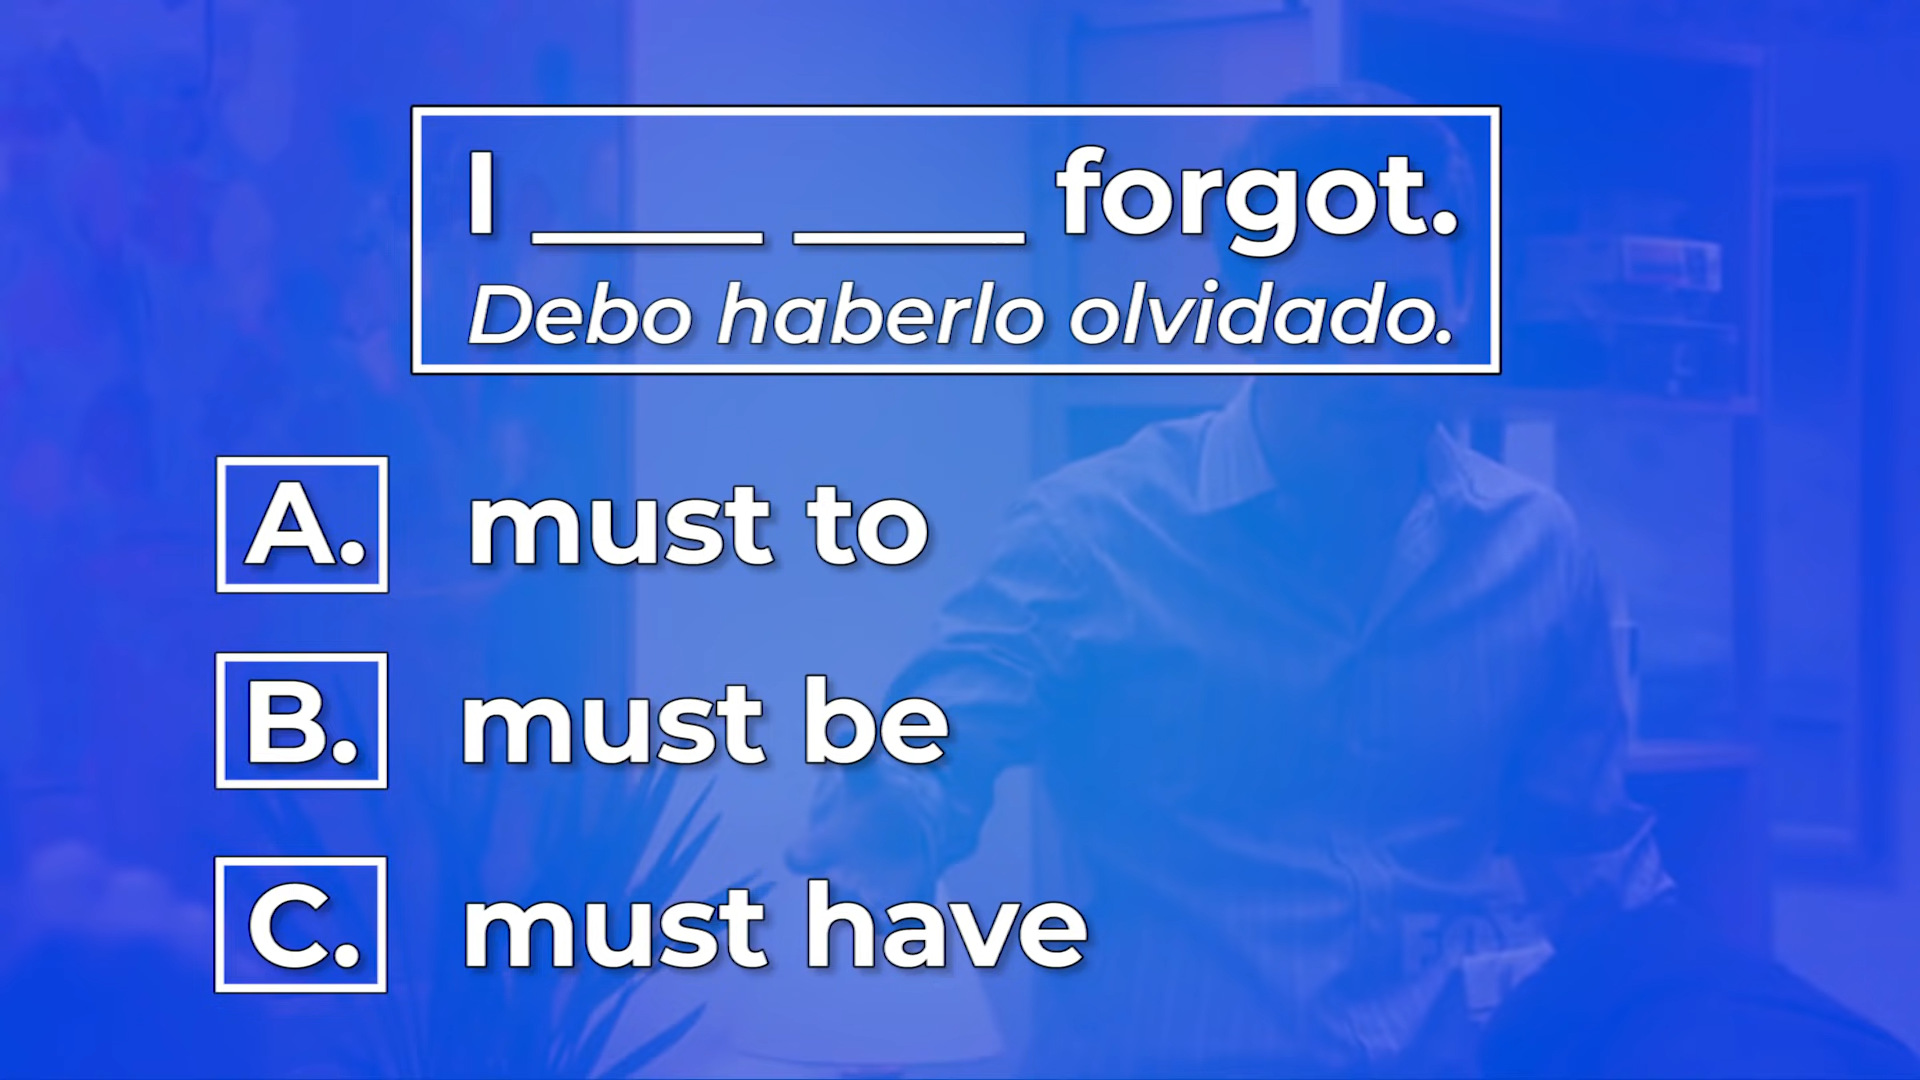 I ____ ____ forgot.
Debo haberlo olvidado.
A. must to
B. must be
C. must have